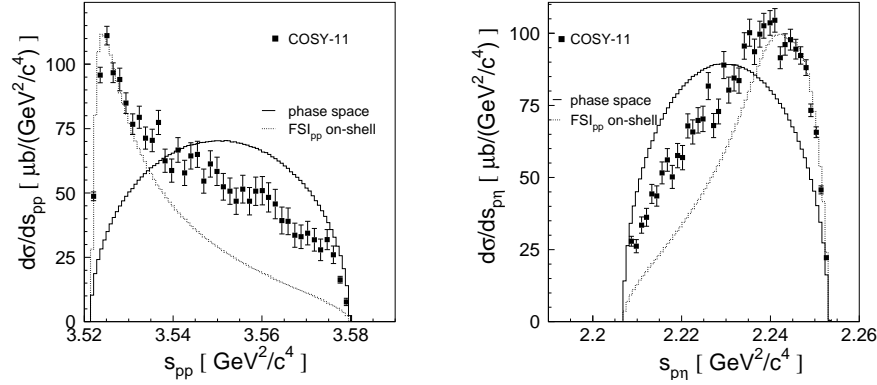 dσ/ds_pp [ μb/(GeV²/c⁴) ]
100
75
50
25
0
COSY-11
phase space
FSI_pp on-shell
3.52 3.54 3.56 3.58
s_pp [ GeV²/c⁴ ]
dσ/ds_pη [ μb/(GeV²/c⁴) ]
100
75
50
25
0
COSY-11
phase space
FSI_pp on-shell
2.2 2.22 2.24 2.26
s_pη [ GeV²/c⁴ ]